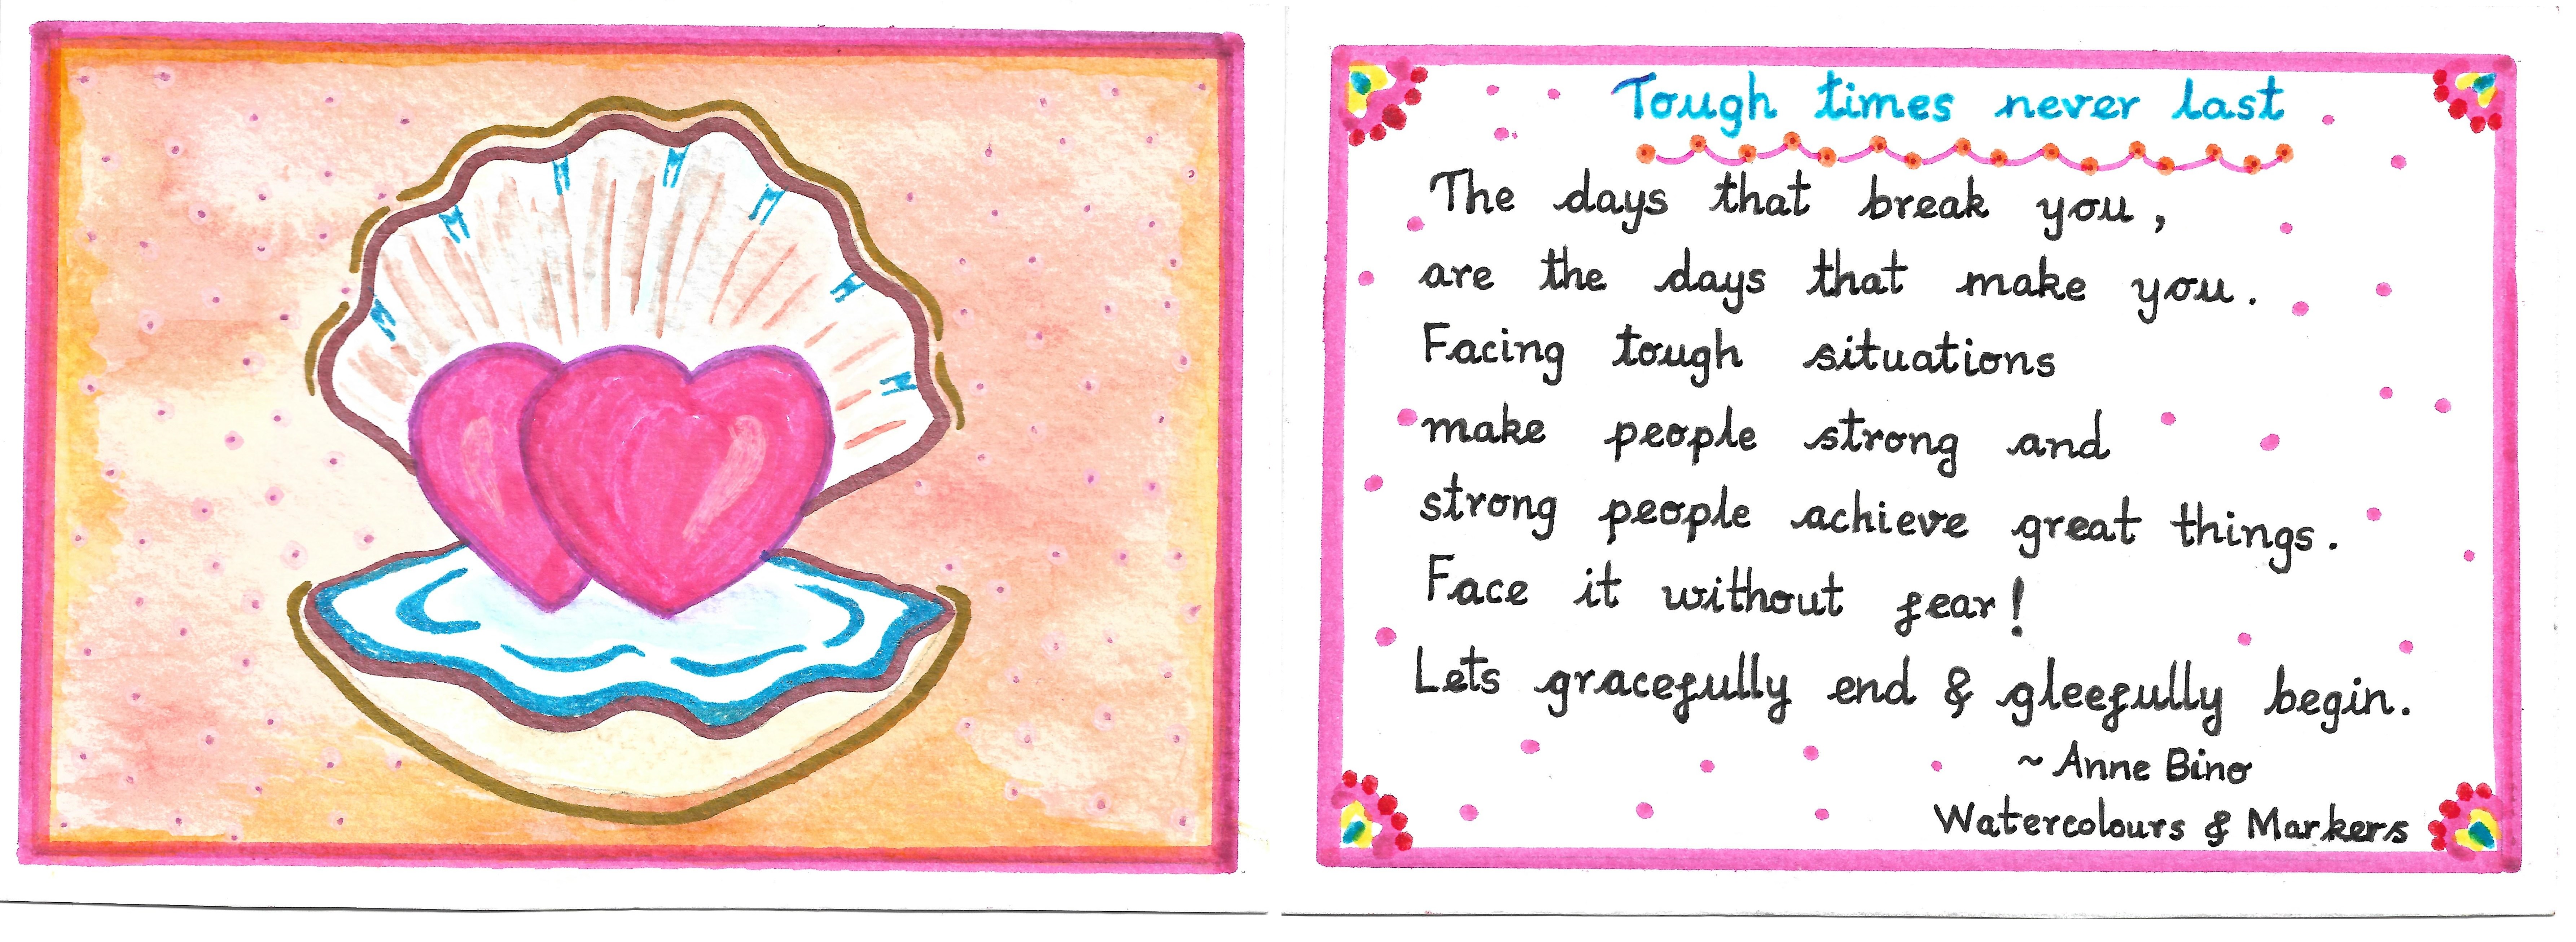 Tough times never last
The days that break you,
are the days that make you.
Facing tough situations
make people strong and
strong people achieve great things.
Face it without fear!
Lets gracefully end & gleefully begin.
~ Anne Bino
Watercolours & Markers